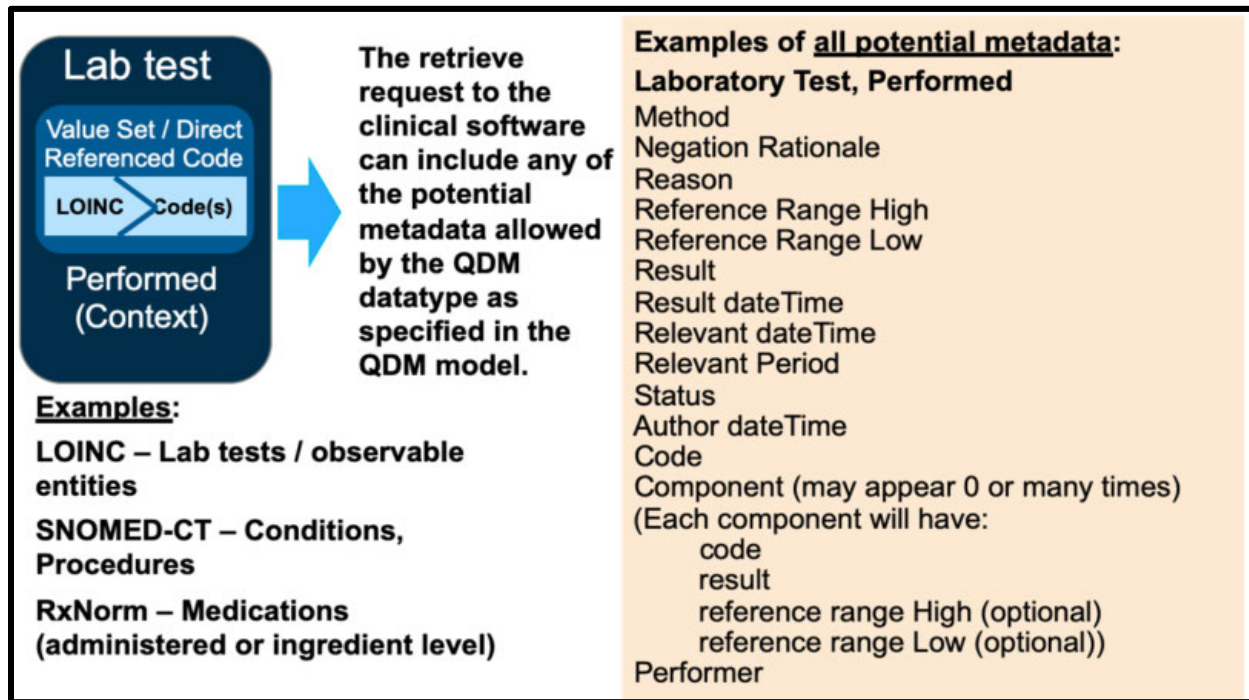 Lab test
Value Set / Direct
Referenced Code
LOINC
Code(s)
Performed
(Context)
The retrieve
request to the
clinical software
can include any of
the potential
metadata allowed
by the QDM
datatype as
specified in the
QDM model.
Examples:
LOINC – Lab tests / observable
entities
SNOMED-CT – Conditions,
Procedures
RxNorm – Medications
(administered or ingredient level)
Examples of all potential metadata:
Laboratory Test, Performed
Method
Negation Rationale
Reason
Reference Range High
Reference Range Low
Result
Result dateTime
Relevant dateTime
Relevant Period
Status
Author dateTime
Code
Component (may appear 0 or many times)
(Each component will have:
code
result
reference range High (optional)
reference range Low (optional))
Performer